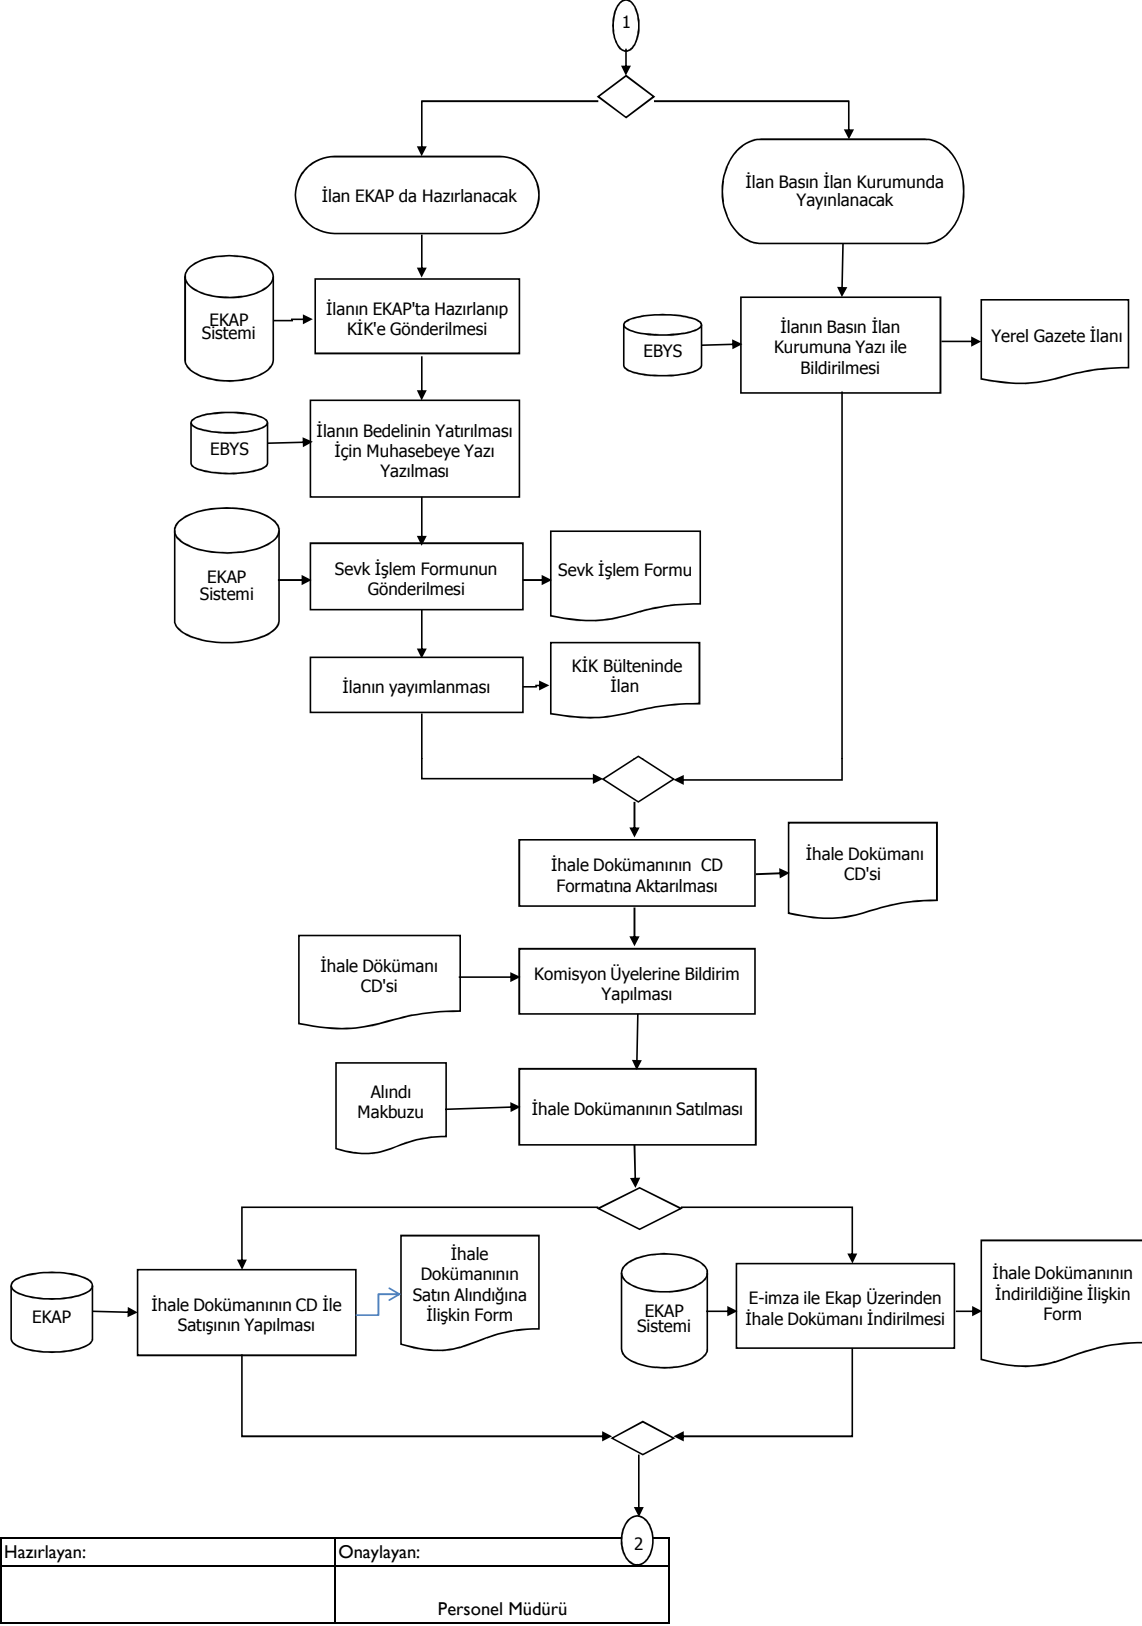 1
İlan EKAP da Hazırlanacak
İlan Basın İlan Kurumunda
Yayınlanacak
EKAP
Sistemi
İlanın EKAP'ta Hazırlanıp
KİK'e Gönderilmesi
EBYS
İlanın Basın İlan
Kurumuna Yazı ile
Bildirilmesi
Yerel Gazete İlanı
EBYS
İlanın Bedelinin Yatırılması
İçin Muhasebeye Yazı
Yazılması
EKAP
Sistemi
Sevk İşlem Formunun
Gönderilmesi
Sevk İşlem Formu
İlanın yayımlanması
KİK Bülteninde
İlan
İhale Dokümanının  CD
Formatına Aktarılması
İhale Dokümanı
CD'si
İhale Dökümanı
CD'si
Komisyon Üyelerine Bildirim
Yapılması
Alındı
Makbuzu
İhale Dokümanının Satılması
EKAP
İhale Dokümanının CD İle
Satışının Yapılması
İhale
Dokümanının
Satın Alındığına
İlişkin Form
EKAP
Sistemi
E-imza ile Ekap Üzerinden
İhale Dokümanı İndirilmesi
İhale Dokümanının
İndirildiğine İlişkin
Form
2
Hazırlayan:
Onaylayan:
Personel Müdürü